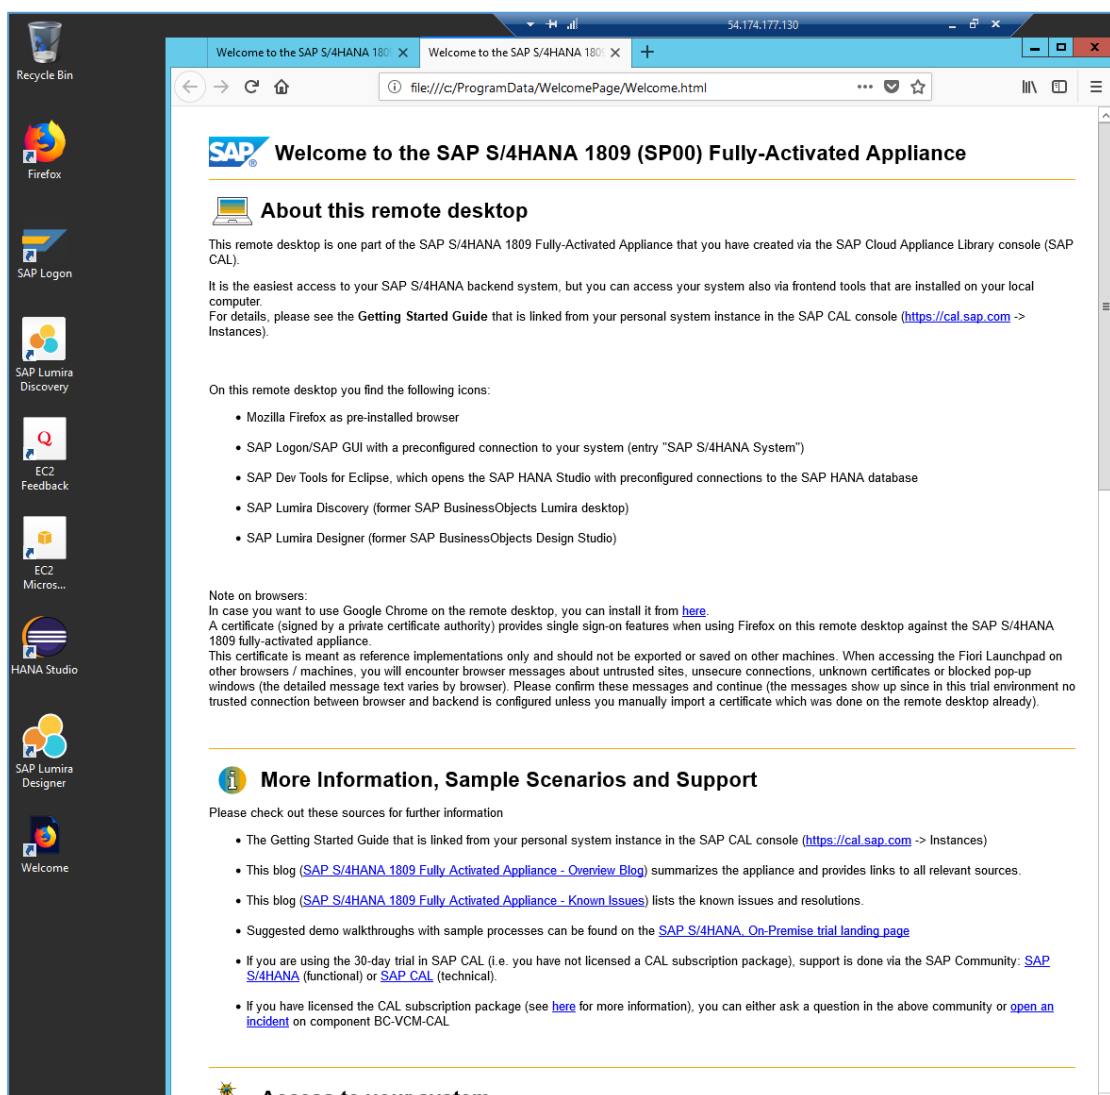 54.174.177.130
Recycle Bin
Firefox
SAP Logon
SAP Lumira
Discovery
Q
EC2
Feedback
EC2
Micros...
HANA Studio
SAP Lumira
Designer
Welcome
Welcome to the SAP S/4HANA 180
Welcome to the SAP S/4HANA 180
file:///c:/ProgramData/WelcomePage/Welcome.html
SAP® Welcome to the SAP S/4HANA 1809 (SP00) Fully-Activated Appliance
About this remote desktop
This remote desktop is one part of the SAP S/4HANA 1809 Fully-Activated Appliance that you have created via the SAP Cloud Appliance Library console (SAP
CAL).
It is the easiest access to your SAP S/4HANA backend system, but you can access your system also via frontend tools that are installed on your local
computer.
For details, please see the Getting Started Guide that is linked from your personal system instance in the SAP CAL console (https://cal.sap.com ->
Instances).
On this remote desktop you find the following icons:
• Mozilla Firefox as pre-installed browser
• SAP Logon/SAP GUI with a preconfigured connection to your system (entry "SAP S/4HANA System")
• SAP Dev Tools for Eclipse, which opens the SAP HANA Studio with preconfigured connections to the SAP HANA database
• SAP Lumira Discovery (former SAP BusinessObjects Lumira desktop)
• SAP Lumira Designer (former SAP BusinessObjects Design Studio)
Note on browsers:
In case you want to use Google Chrome on the remote desktop, you can install it from here.
A certificate (signed by a private certificate authority) provides single sign-on features when using Firefox on this remote desktop against the SAP S/4HANA
1809 fully-activated appliance.
This certificate is meant as reference implementations only and should not be exported or saved on other machines. When accessing the Fiori Launchpad on
other browsers / machines, you will encounter browser messages about untrusted sites, unsecure connections, unknown certificates or blocked pop-up
windows (the detailed message text varies by browser). Please confirm these messages and continue (the messages show up since in this trial environment no
trusted connection between browser and backend is configured unless you manually import a certificate which was done on the remote desktop already).
More Information, Sample Scenarios and Support
Please check out these sources for further information
• The Getting Started Guide that is linked from your personal system instance in the SAP CAL console (https://cal.sap.com -> Instances)
• This blog (SAP S/4HANA 1809 Fully Activated Appliance - Overview Blog) summarizes the appliance and provides links to all relevant sources.
• This blog (SAP S/4HANA 1809 Fully Activated Appliance - Known Issues) lists the known issues and resolutions.
• Suggested demo walkthroughs with sample processes can be found on the SAP S/4HANA, On-Premise trial landing page
• If you are using the 30-day trial in SAP CAL (i.e. you have not licensed a CAL subscription package), support is done via the SAP Community: SAP
S/4HANA (functional) or SAP CAL (technical).
• If you have licensed the CAL subscription package (see here for more information), you can either ask a question in the above community or open an
incident on component BC-VCM-CAL
Access to your system